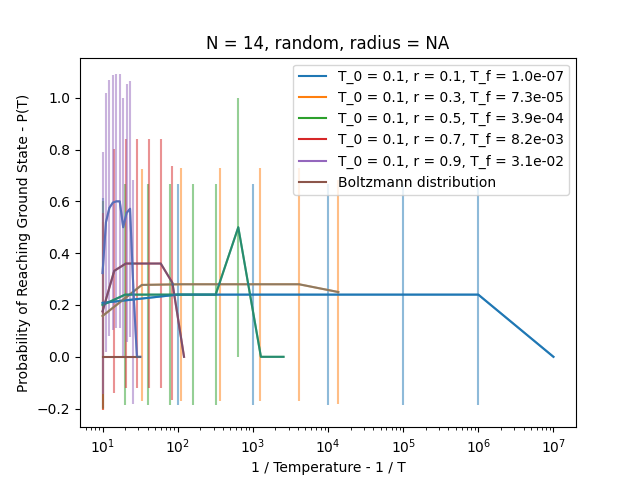 N = 14, random, radius = NA
Probability of Reaching Ground State - P(T)
1.0
0.8
0.6
0.4
0.2
0.0
−0.2
T_0 = 0.1, r = 0.1, T_f = 1.0e-07
T_0 = 0.1, r = 0.3, T_f = 7.3e-05
T_0 = 0.1, r = 0.5, T_f = 3.9e-04
T_0 = 0.1, r = 0.7, T_f = 8.2e-03
T_0 = 0.1, r = 0.9, T_f = 3.1e-02
Boltzmann distribution
10¹ 10² 10³ 10⁴ 10⁵ 10⁶ 10⁷
1 / Temperature - 1 / T